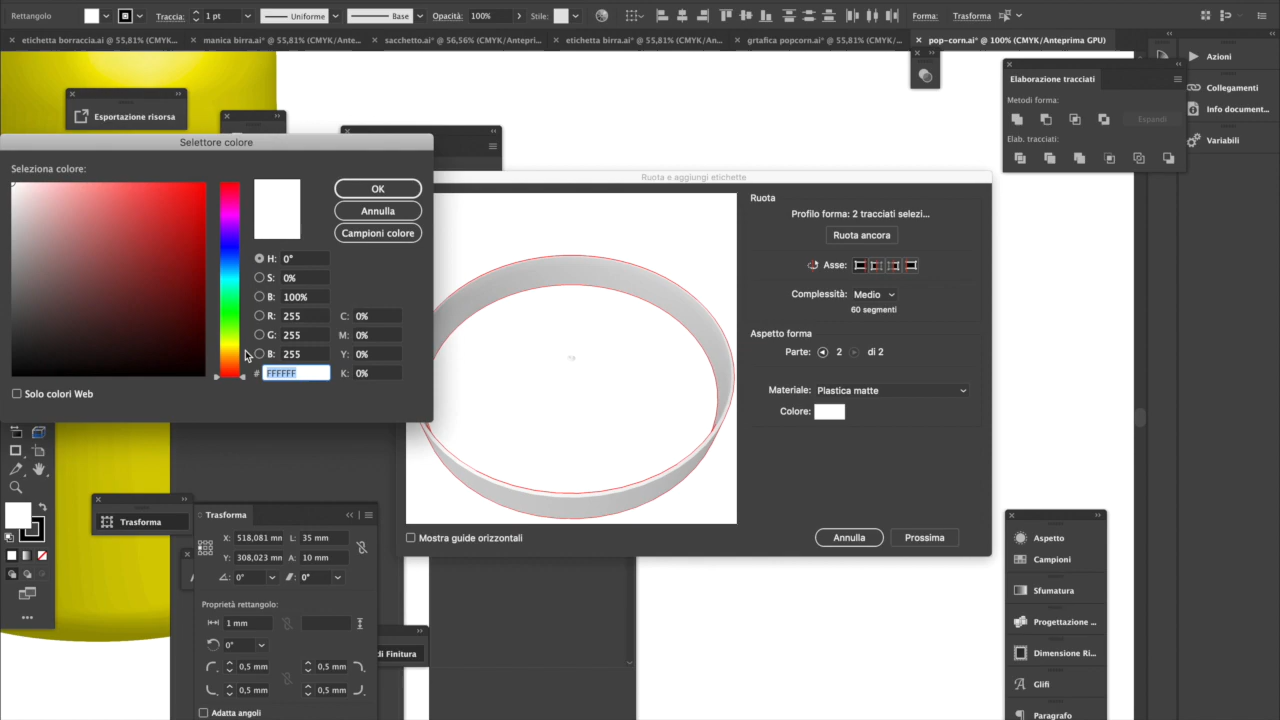 Rettangolo
Traccia:
1 pt
Uniforme
Base
Opacità:
100%
Stile:
Forma:
Trasforma
etichetta borraccia.ai @ 55,81% (CMYK...
manica birra.ai* @ 55,81% (CMYK/Ante...
sacchetto.ai* @ 56,56% (CMYK/Antepri...
etichetta birra.ai* @ 55,81% (CMYK/Ant...
grtafica popcorn.ai* @ 55,81% (CMYK/...
pop-corn.ai* @ 100% (CMYK/Anteprima GPU)
Esportazione risorsa
Elaborazione tracciati
Metodi forma:
Espandi
Elab. tracciati:
Azioni
Collegamenti
Info document...
Variabili
Selettore colore
Seleziona colore:
OK
Annulla
Campioni colore
H: 0°
S: 0%
B: 100%
R: 255
G: 255
B: 255
# FFFFFF
C: 0%
M: 0%
Y: 0%
K: 0%
Solo colori Web
Ruota e aggiungi etichette
Ruota
Profilo forma: 2 tracciati selezi...
Ruota ancora
Asse:
Complessità: Medio
60 segmenti
Aspetto forma
Parte: 2 di 2
Materiale: Plastica matte
Colore:
Mostra guide orizzontali
Annulla
Prossima
Trasforma
Trasforma
X: 518,081 mm
L: 35 mm
Y: 308,023 mm
A: 10 mm
0°
0°
Proprietà rettangolo:
1 mm
0°
0,5 mm
0,5 mm
0,5 mm
0,5 mm
Adatta angoli
di Finitura
Aspetto
Campioni
Sfumatura
Progettazione ...
Dimensione Ri...
Glifi
Paragrafo